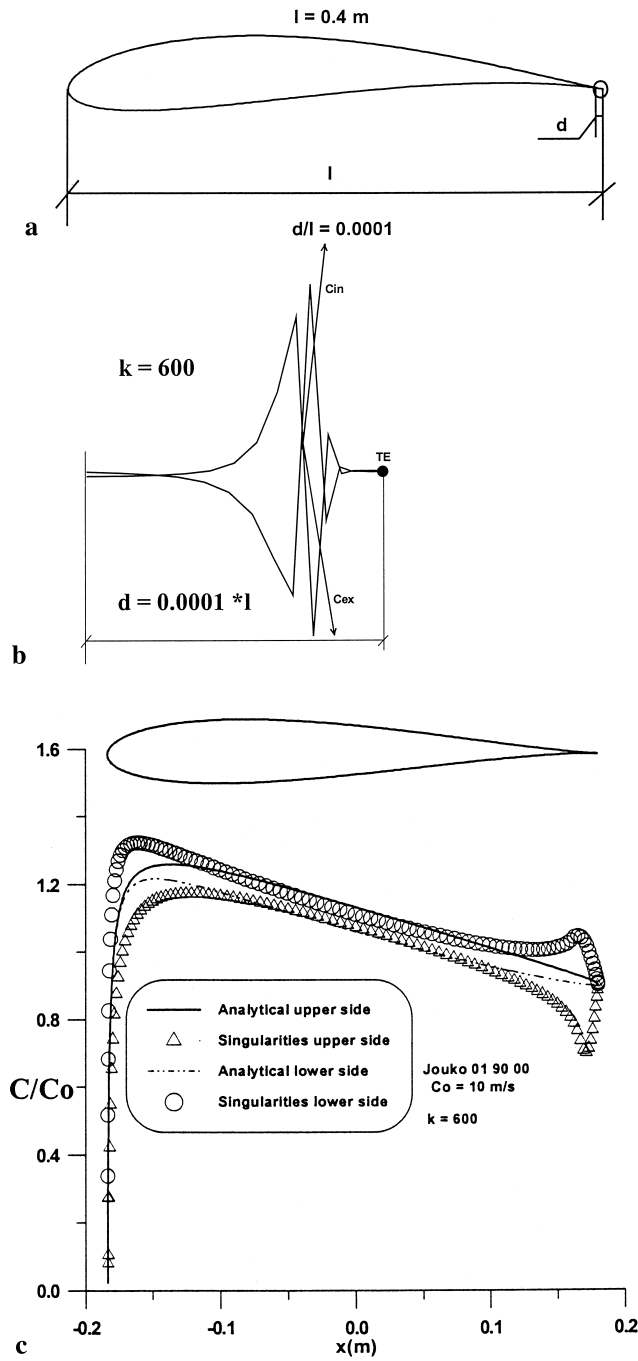 l = 0.4 m
d
l
a
d/l = 0.0001
Cin
k = 600
TE
Cex
d = 0.0001 *l
b
1.6
1.2
0.8
0.4
0.0
C/Co
Analytical upper side
Singularities upper side
Analytical lower side
Singularities lower side
Jouko 01 90 00
Co = 10 m/s
k = 600
-0.2
-0.1
0.0
0.1
0.2
x(m)
c